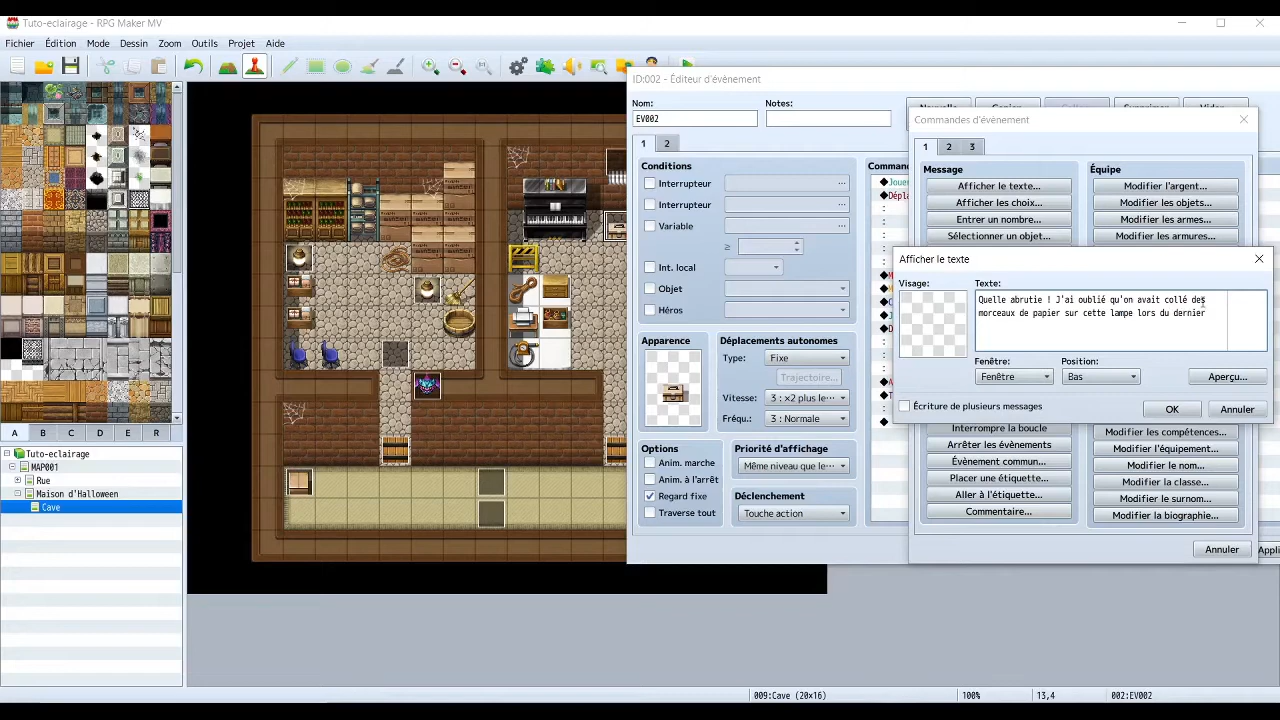 Tuto-eclairage - RPG Maker MV
Fichier Édition Mode Dessin Zoom Outils Projet Aide
ID:002 - Éditeur d'évènement
Nom: Notes:
EV002
Commandes d'évènement
1 2
1 2 3
Conditions
Interrupteur ...
Interrupteur ...
Variable ...
≥
Int. local
Objet
Héros
Message
Afficher le texte...
Afficher les choix...
Entrer un nombre...
Sélectionner un objet...
Équipe
Modifier l'argent...
Modifier les objets...
Modifier les armes...
Modifier les armures...
Afficher le texte
Visage: Texte:
Quelle abrutie ! J'ai oublié qu'on avait collé des
morceaux de papier sur cette lampe lors du dernier
Fenêtre: Position:
Fenêtre Bas Aperçu...
Écriture de plusieurs messages OK Annuler
Apparence
Déplacements autonomes
Type: Fixe
Trajectoire...
Vitesse: 3 : ×2 plus le...
Fréqu.: 3 : Normale
Options
Anim. marche
Anim. à l'arrêt
Regard fixe
Traverse tout
Priorité d'affichage
Même niveau que le...
Déclenchement
Touche action
Interrompre la boucle
Arrêter les évènements
Évènement commun...
Placer une étiquette...
Aller à l'étiquette...
Commentaire...
Modifier les compétences...
Modifier l'équipement...
Modifier le nom...
Modifier la classe...
Modifier le surnom...
Modifier la biographie...
Annuler
A B C D E R
Tuto-eclairage
MAP001
Rue
Maison d'Halloween
Cave
009:Cave (20x16) 100% 13,4 002:EV002